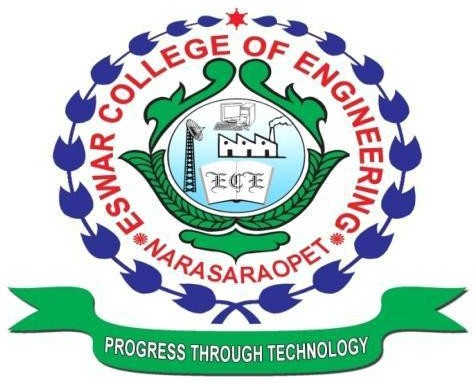 ESWAR COLLEGE OF ENGINEERING
ECE
NARASARAOPET
PROGRESS THROUGH TECHNOLOGY